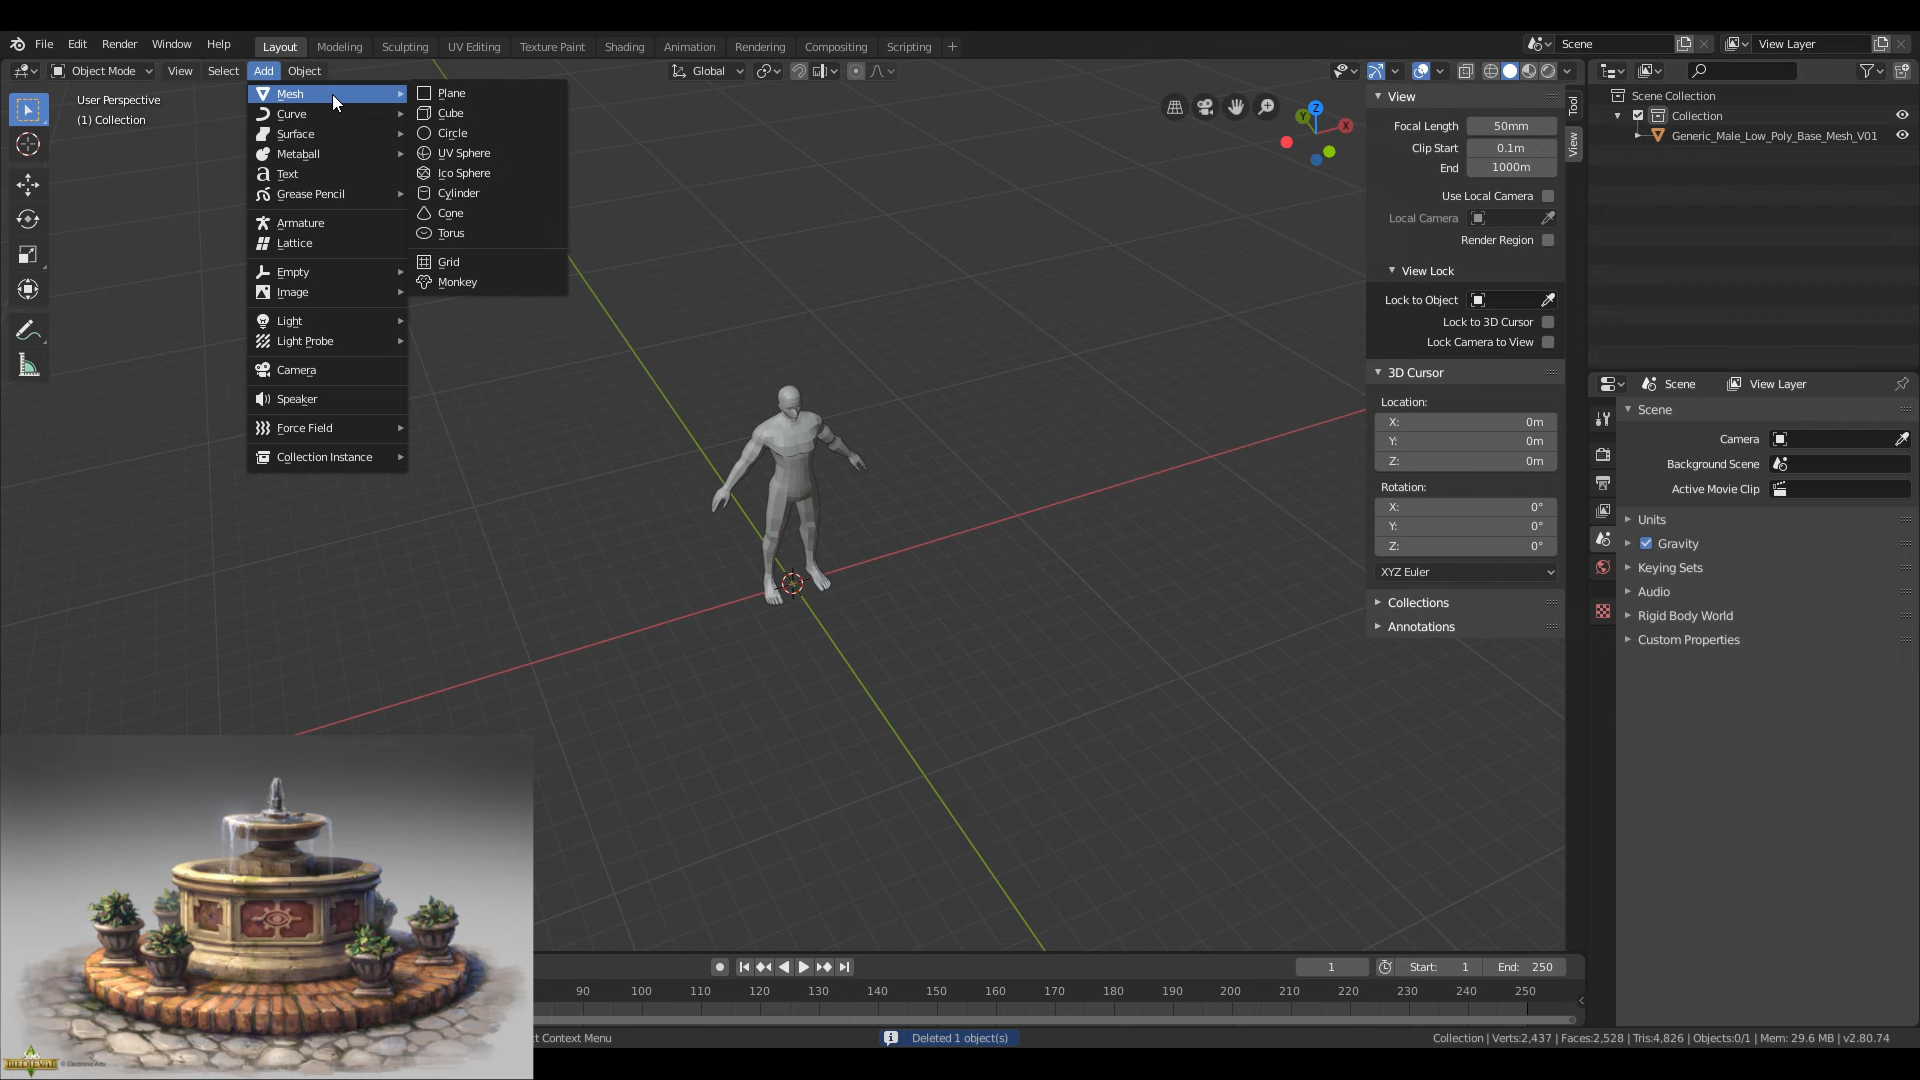 File Edit Render Window Help Layout Modeling Sculpting UV Editing Texture Paint Shading Animation Rendering Compositing Scripting + Scene View Layer
Object Mode View Select Add Object Global
User Perspective
(1) Collection
Mesh
Curve
Surface
Metaball
Text
Grease Pencil
Armature
Lattice
Empty
Image
Light
Light Probe
Camera
Speaker
Force Field
Collection Instance
Plane
Cube
Circle
UV Sphere
Ico Sphere
Cylinder
Cone
Torus
Grid
Monkey
Z
Y
X
View
Focal Length 50mm
Clip Start 0.1m
End 1000m
Use Local Camera
Local Camera
Render Region
View Lock
Lock to Object
Lock to 3D Cursor
Lock Camera to View
3D Cursor
Location:
X: 0m
Y: 0m
Z: 0m
Rotation:
X: 0°
Y: 0°
Z: 0°
XYZ Euler
Collections
Annotations
Tool
View
Scene Collection
Collection
Generic_Male_Low_Poly_Base_Mesh_V01
Scene View Layer
Scene
Camera
Background Scene
Active Movie Clip
Units
Gravity
Keying Sets
Audio
Rigid Body World
Custom Properties
1 Start: 1 End: 250
90 100 110 120 130 140 150 160 170 180 190 200 210 220 230 240 250
t Context Menu
Deleted 1 object(s)
Collection | Verts:2,437 | Faces:2,528 | Tris:4,826 | Objects:0/1 | Mem: 29.6 MB | v2.80.74
© Electronic Arts